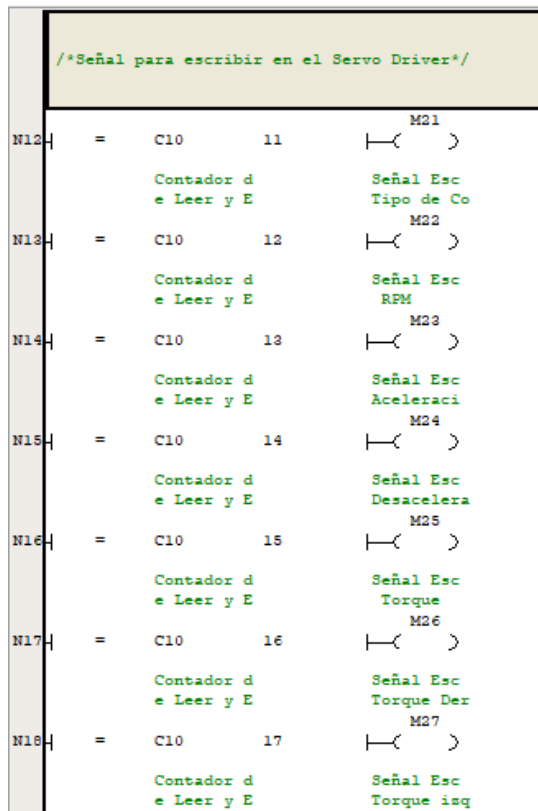 /*Señal para escribir en el Servo Driver*/
M21
N12 = C10 11 ( )
Contador d Señal Esc
e Leer y E Tipo de Co
M22
N13 = C10 12 ( )
Contador d Señal Esc
e Leer y E RPM
M23
N14 = C10 13 ( )
Contador d Señal Esc
e Leer y E Aceleraci
M24
N15 = C10 14 ( )
Contador d Señal Esc
e Leer y E Desacelera
M25
N16 = C10 15 ( )
Contador d Señal Esc
e Leer y E Torque
M26
N17 = C10 16 ( )
Contador d Señal Esc
e Leer y E Torque Der
M27
N18 = C10 17 ( )
Contador d Señal Esc
e Leer y E Torque izq